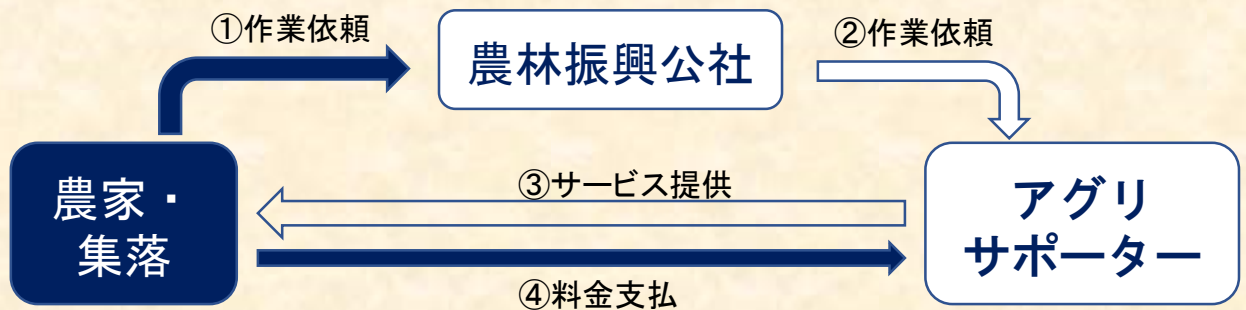 ①作業依頼
農林振興公社
②作業依頼
農家・
集落
③サービス提供
アグリ
サポーター
④料金支払